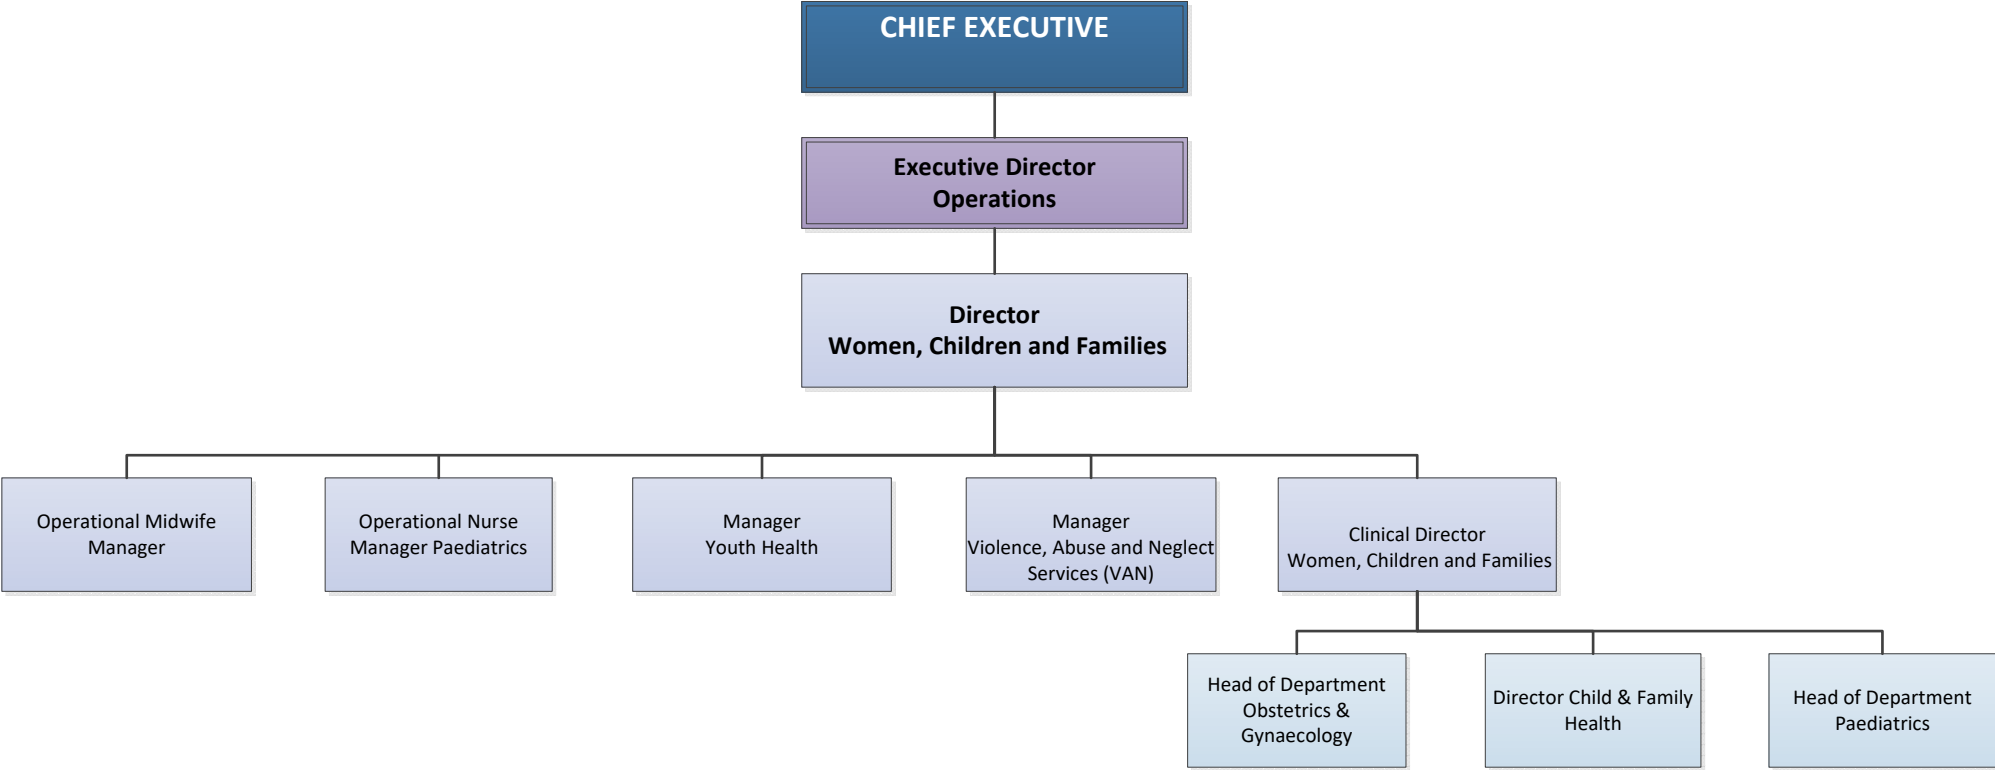 CHIEF EXECUTIVE
Executive Director
Operations
Director
Women, Children and Families
Operational Midwife
Manager
Operational Nurse
Manager Paediatrics
Manager
Youth Health
Manager
Violence, Abuse and Neglect
Services (VAN)
Clinical Director
Women, Children and Families
Head of Department
Obstetrics &
Gynaecology
Director Child & Family
Health
Head of Department
Paediatrics